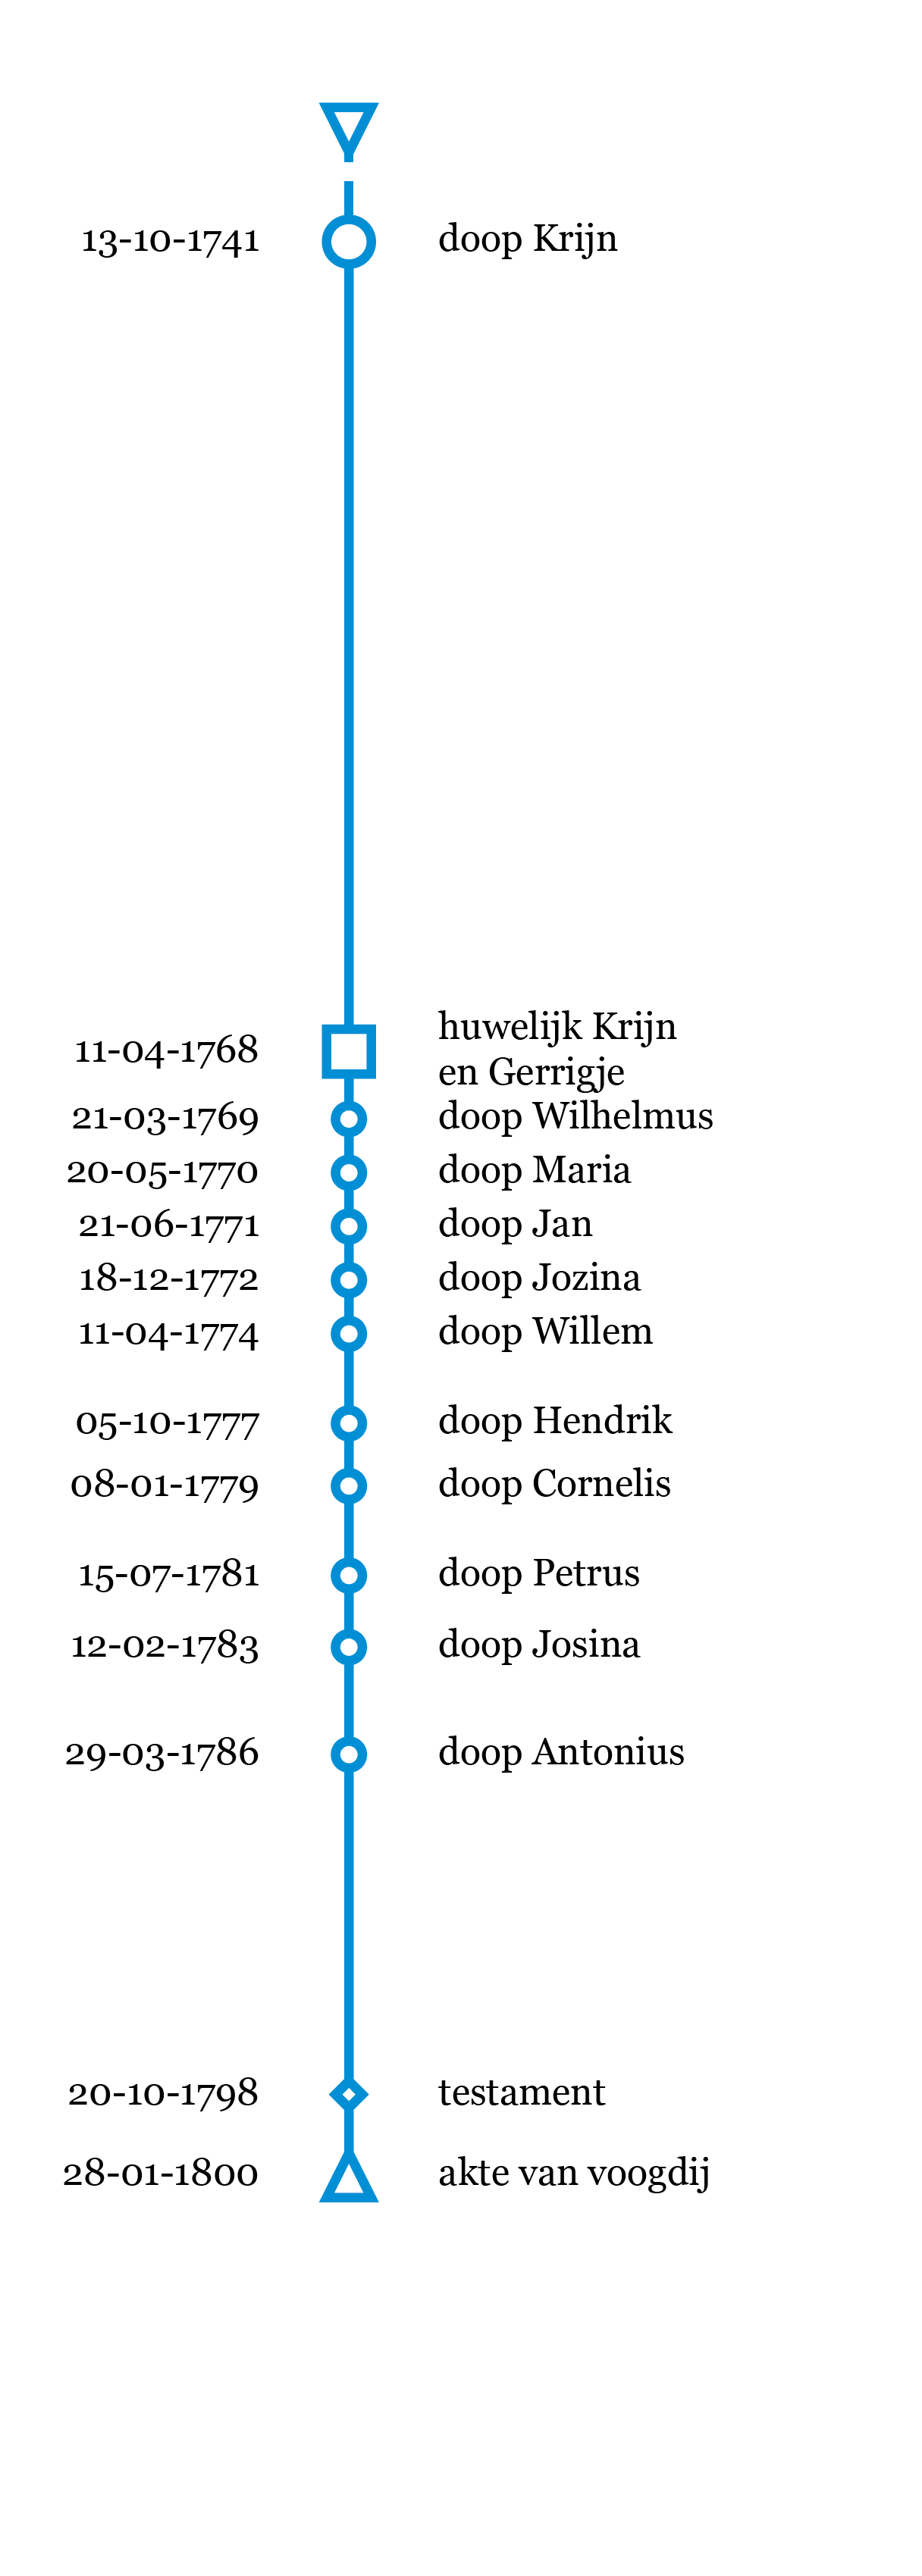 13-10-1741 doop Krijn
11-04-1768 huwelijk Krijn
en Gerrigje
21-03-1769 doop Wilhelmus
20-05-1770 doop Maria
21-06-1771 doop Jan
18-12-1772 doop Jozina
11-04-1774 doop Willem
05-10-1777 doop Hendrik
08-01-1779 doop Cornelis
15-07-1781 doop Petrus
12-02-1783 doop Josina
29-03-1786 doop Antonius
20-10-1798 testament
28-01-1800 akte van voogdij